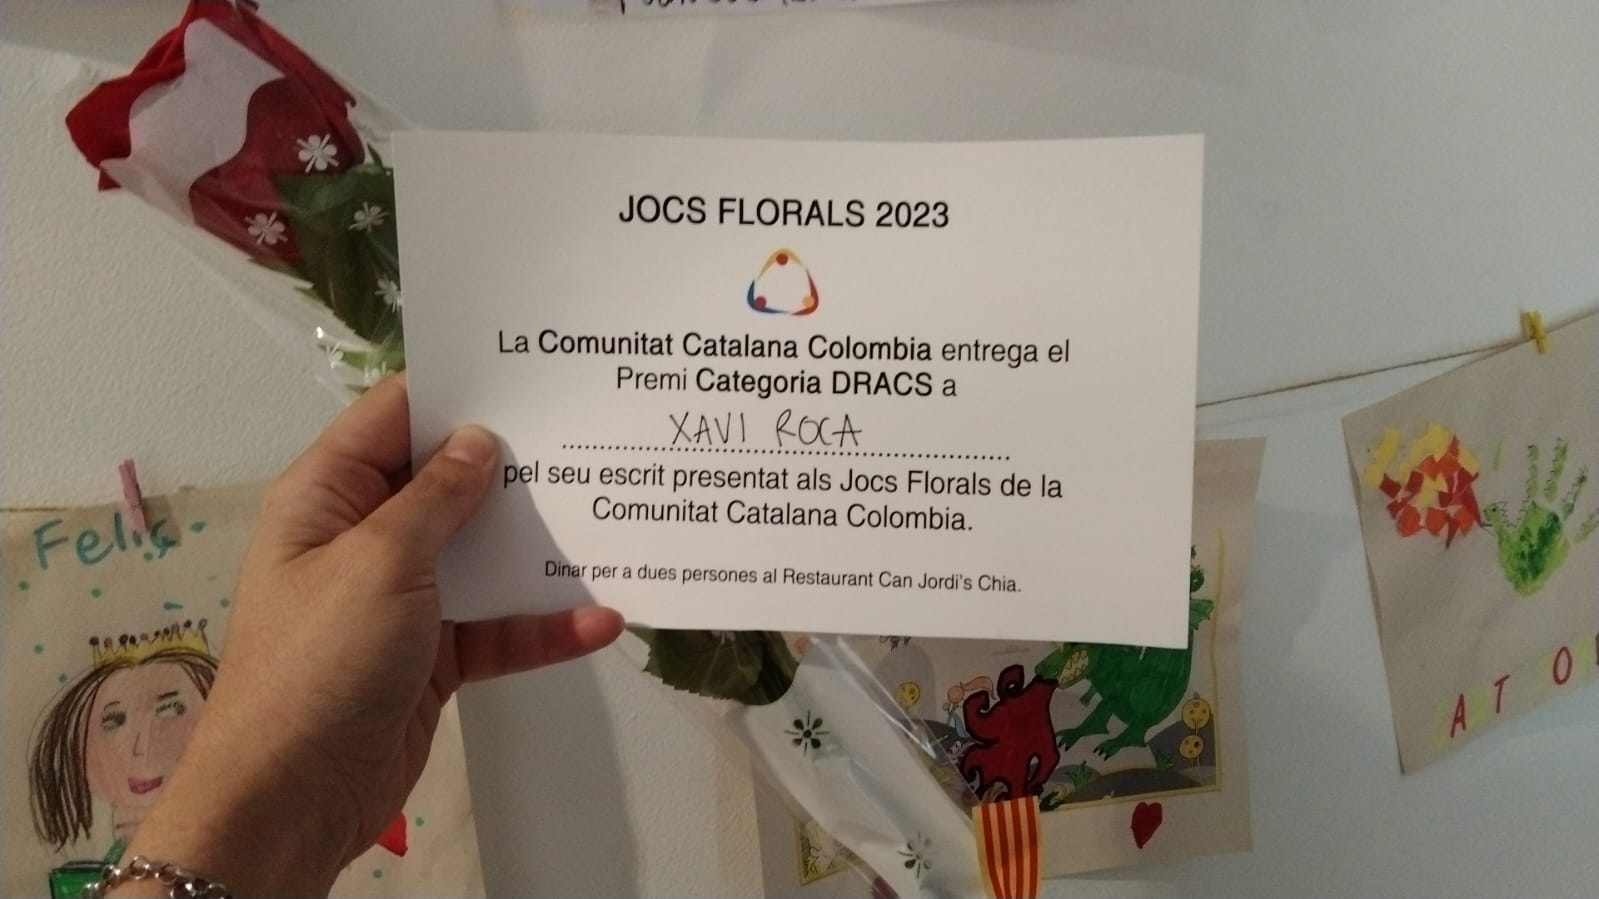 JOCS FLORALS 2023
La Comunitat Catalana Colombia entrega el
Premi Categoria DRACS a
XAVI ROCA
pel seu escrit presentat als Jocs Florals de la
Comunitat Catalana Colombia.
Dinar per a dues persones al Restaurant Can Jordi's Chia.
Feliç